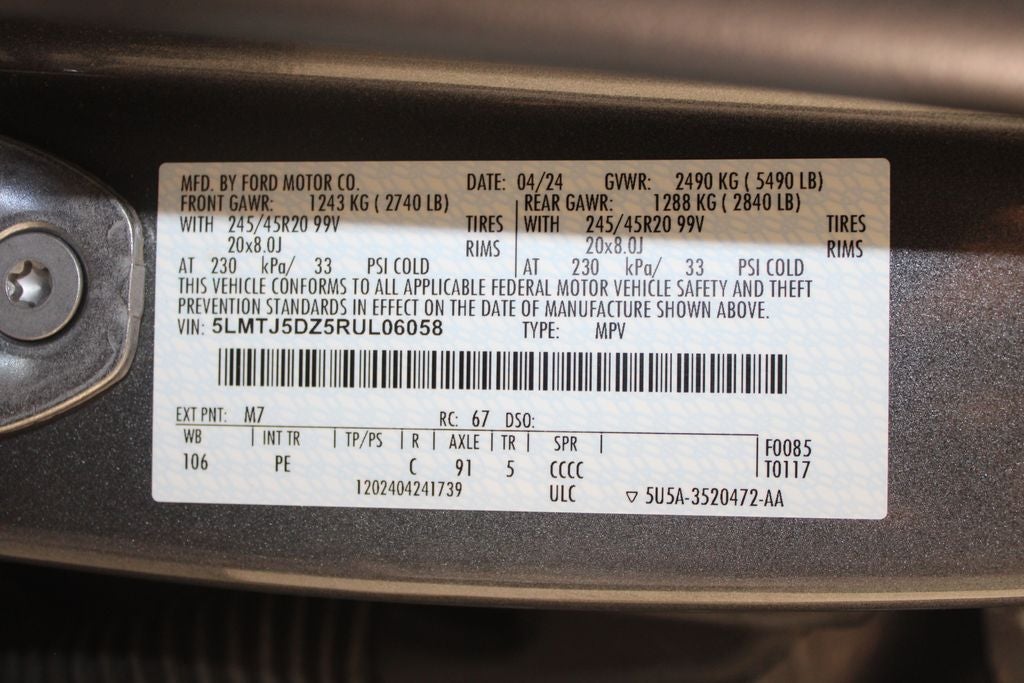 MFD. BY FORD MOTOR CO. DATE: 04/24 GVWR: 2490 KG ( 5490 LB)
FRONT GAWR: 1243 KG ( 2740 LB) REAR GAWR: 1288 KG ( 2840 LB)
WITH 245/45R20 99V TIRES WITH 245/45R20 99V TIRES
20x8.0J RIMS 20x8.0J RIMS
AT 230 kPa/ 33 PSI COLD AT 230 kPa/ 33 PSI COLD
THIS VEHICLE CONFORMS TO ALL APPLICABLE FEDERAL MOTOR VEHICLE SAFETY AND THEFT
PREVENTION STANDARDS IN EFFECT ON THE DATE OF MANUFACTURE SHOWN ABOVE.
VIN: 5LMTJ5DZ5RUL06058 TYPE: MPV
EXT PNT: M7 RC: 67 DSO:
WB INT TR TP/PS R AXLE TR SPR F0085
106 PE C 91 5 CCCC T0117
1202404241739 ULC ▽ 5U5A-3520472-AA